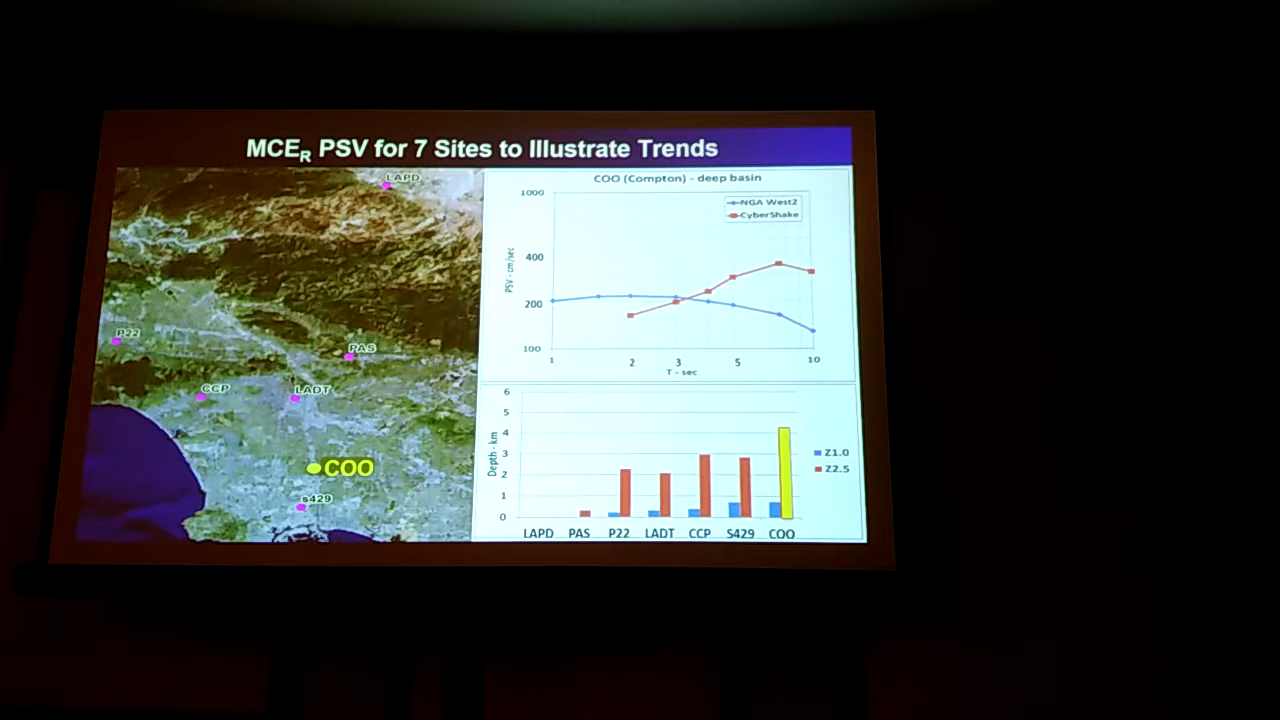 MCER PSV for 7 Sites to Illustrate Trends
LAPD
P22
PAS
CCP
LADT
COO
s429
COO (Compton) - deep basin
1000
400
200
100
PSV - cm/sec
NGA West2
CyberShake
1 2 3 5 10
T - sec
6
5
4
3
2
1
0
Depth - km
Z1.0
Z2.5
LAPD PAS P22 LADT CCP S429 COO